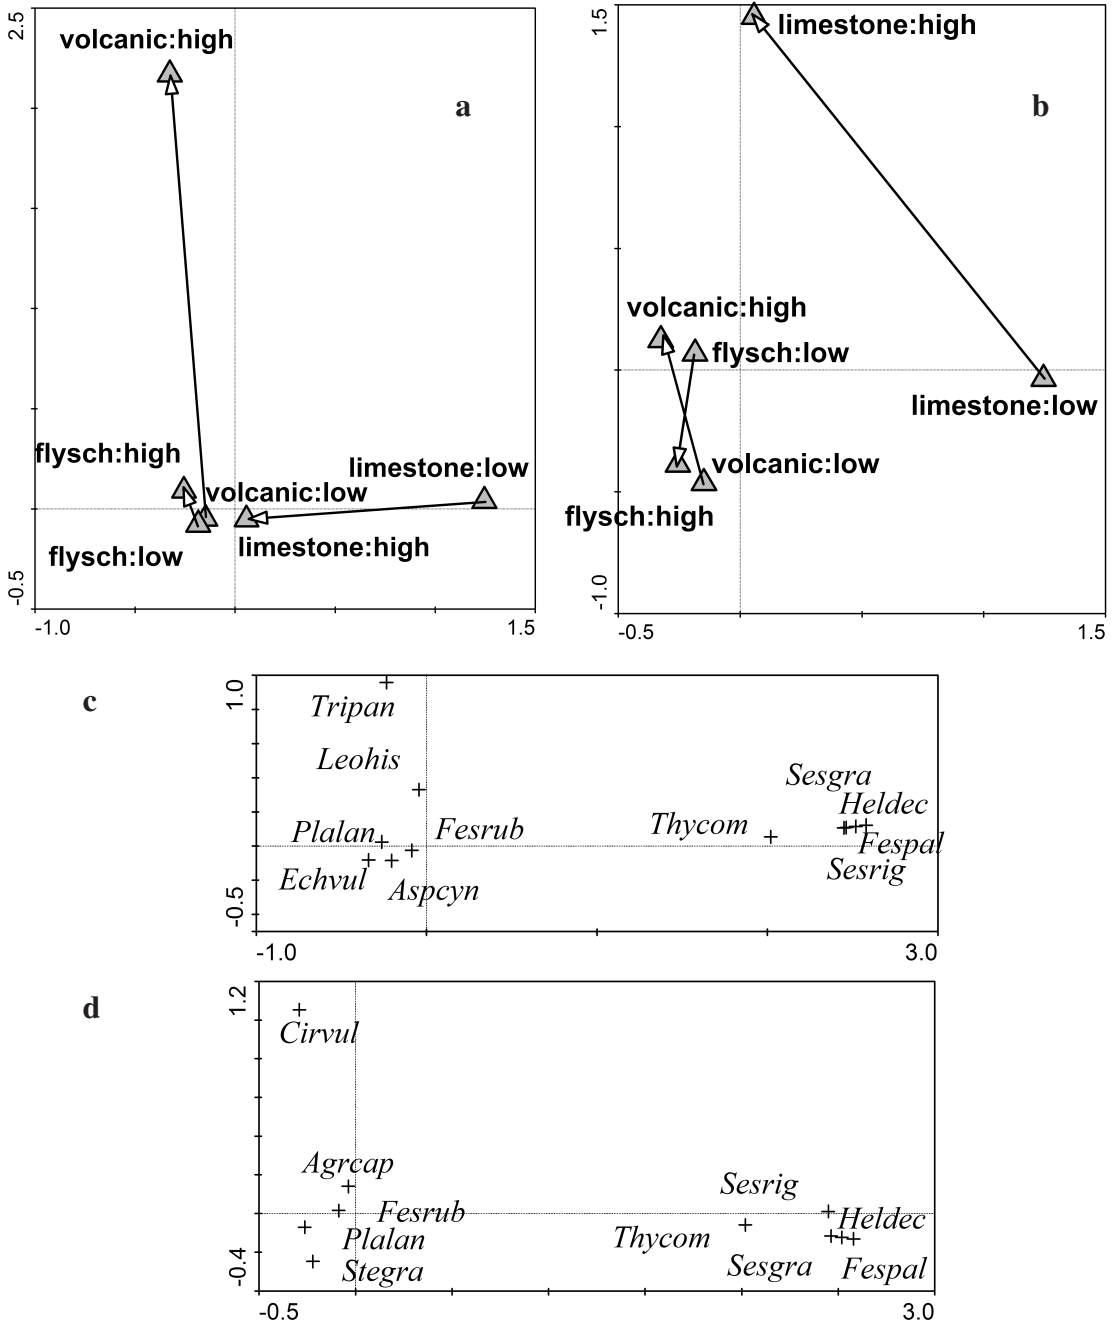 2.5
volcanic:high
a
flysch:high
limestone:low
volcanic:low
limestone:high
flysch:low
-0.5
-1.0
1.5
1.5
limestone:high
b
volcanic:high
flysch:low
limestone:low
volcanic:low
flysch:high
-1.0
-0.5
1.5
c
1.0
Tripan
Leohis
Sesgra
Heldec
Thycom
Fesrub
Plalan
Fespal
Sesrig
Echvul
Aspcyn
-0.5
-1.0
3.0
d
1.2
Cirvul
Agrcap
Sesrig
Fesrub
Heldec
Plalan
Thycom
Stegra
Sesgra
Fespal
-0.4
-0.5
3.0